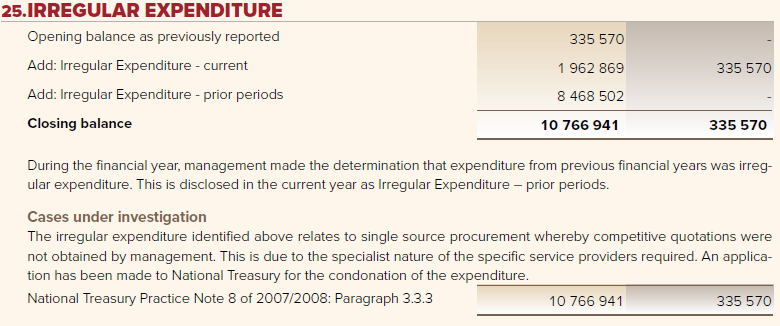 25.IRREGULAR EXPENDITURE
Opening balance as previously reported 335 570 -
Add: Irregular Expenditure - current 1 962 869 335 570
Add: Irregular Expenditure - prior periods 8 468 502 -
Closing balance 10 766 941 335 570
During the financial year, management made the determination that expenditure from previous financial years was irreg-
ular expenditure. This is disclosed in the current year as Irregular Expenditure – prior periods.
Cases under investigation
The irregular expenditure identified above relates to single source procurement whereby competitive quotations were
not obtained by management. This is due to the specialist nature of the specific service providers required. An applica-
tion has been made to National Treasury for the condonation of the expenditure.
National Treasury Practice Note 8 of 2007/2008: Paragraph 3.3.3 10 766 941 335 570